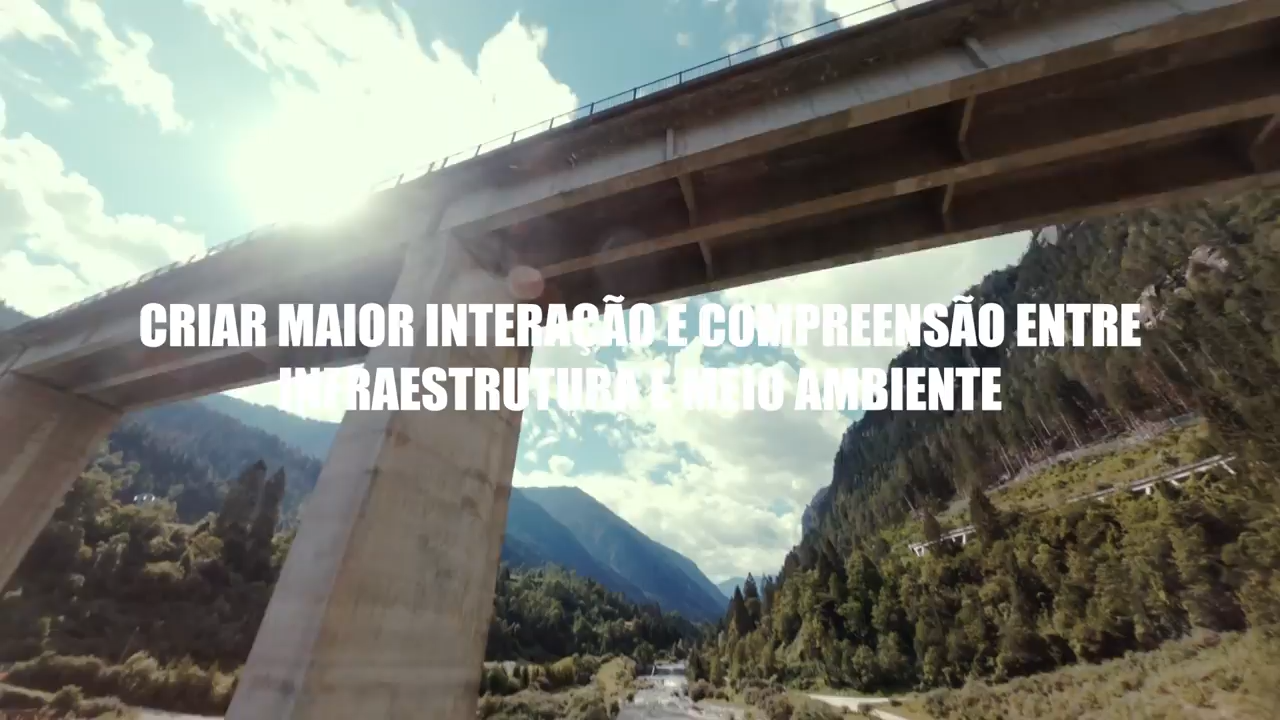 CRIAR MAIOR INTERAÇÃO E COMPREENSÃO ENTRE
INFRAESTRUTURA E MEIO AMBIENTE